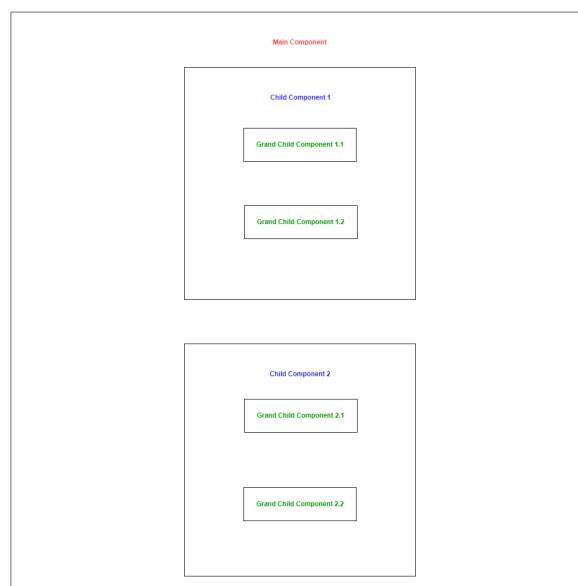 Main Component
Child Component 1
Grand Child Component 1.1
Grand Child Component 1.2
Child Component 2
Grand Child Component 2.1
Grand Child Component 2.2